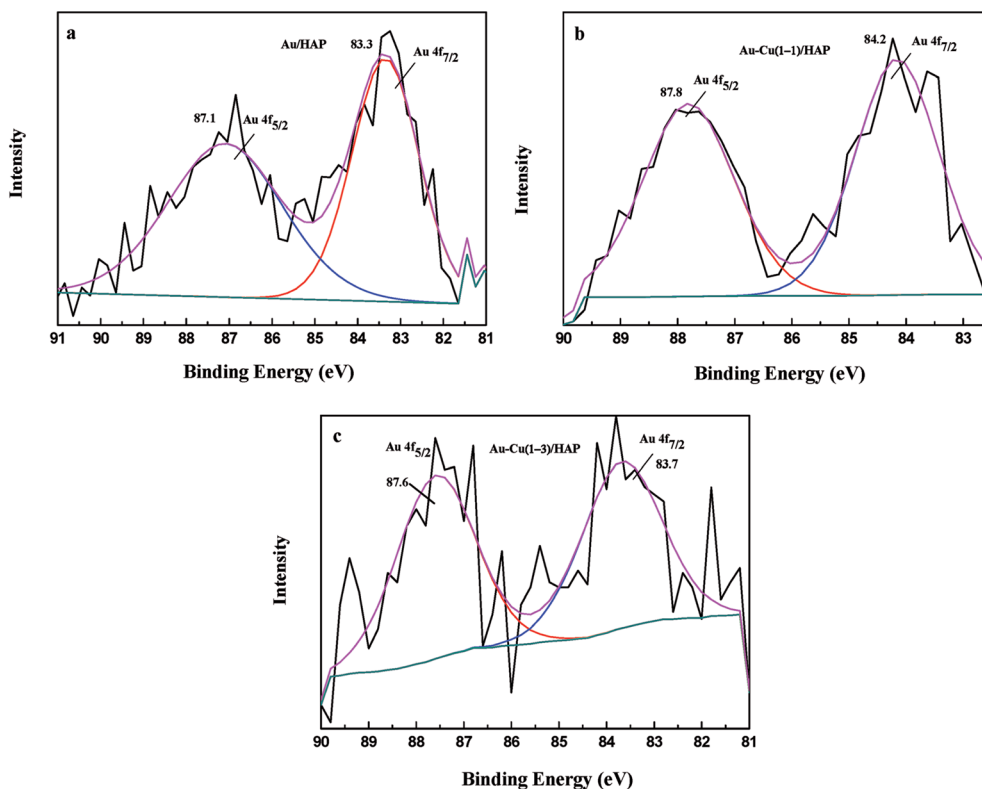 a
Au/HAP
83.3
Au 4f7/2
87.1
Au 4f5/2
Intensity
91 90 89 88 87 86 85 84 83 82 81
Binding Energy (eV)
b
Au-Cu(1–1)/HAP
84.2
Au 4f7/2
87.8
Au 4f5/2
Intensity
90 89 88 87 86 85 84 83
Binding Energy (eV)
c
Au 4f5/2
87.6
Au-Cu(1–3)/HAP
Au 4f7/2
83.7
Intensity
90 89 88 87 86 85 84 83 82 81
Binding Energy (eV)